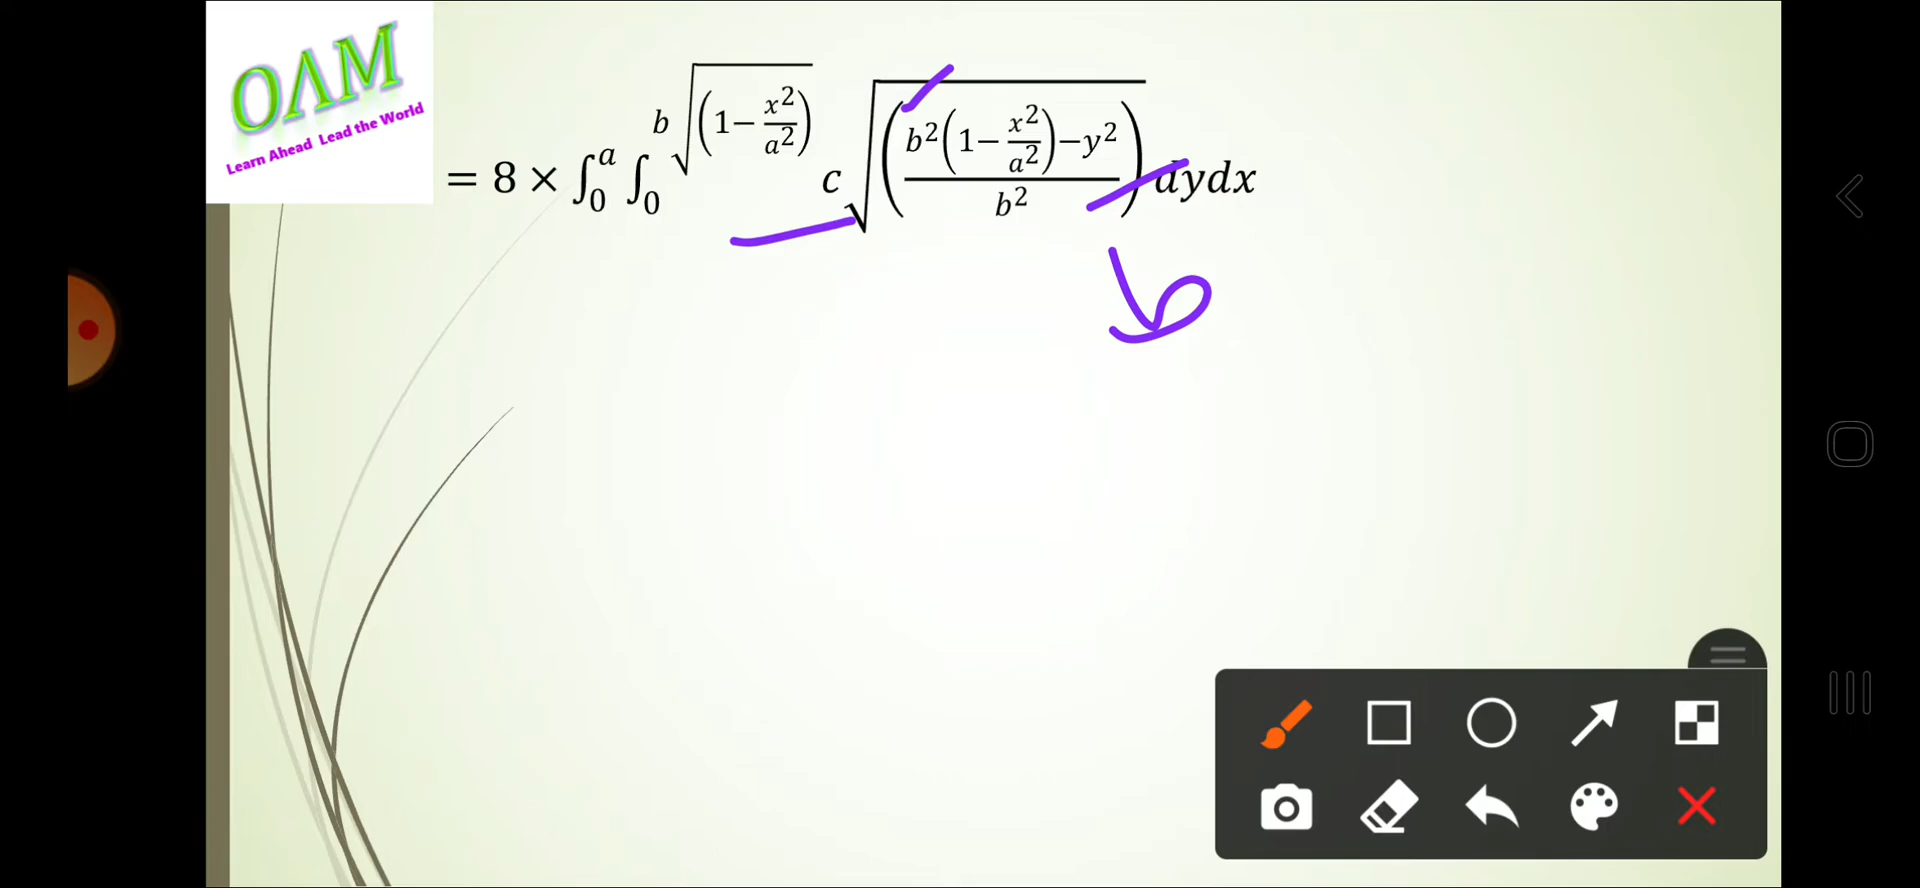 OΛM
Learn Ahead Lead the World
= 8 × ∫₀ᵃ ∫₀^(b√(1−x²/a²)) c√((b²(1−x²/a²)−y²)/b²) dydx
b